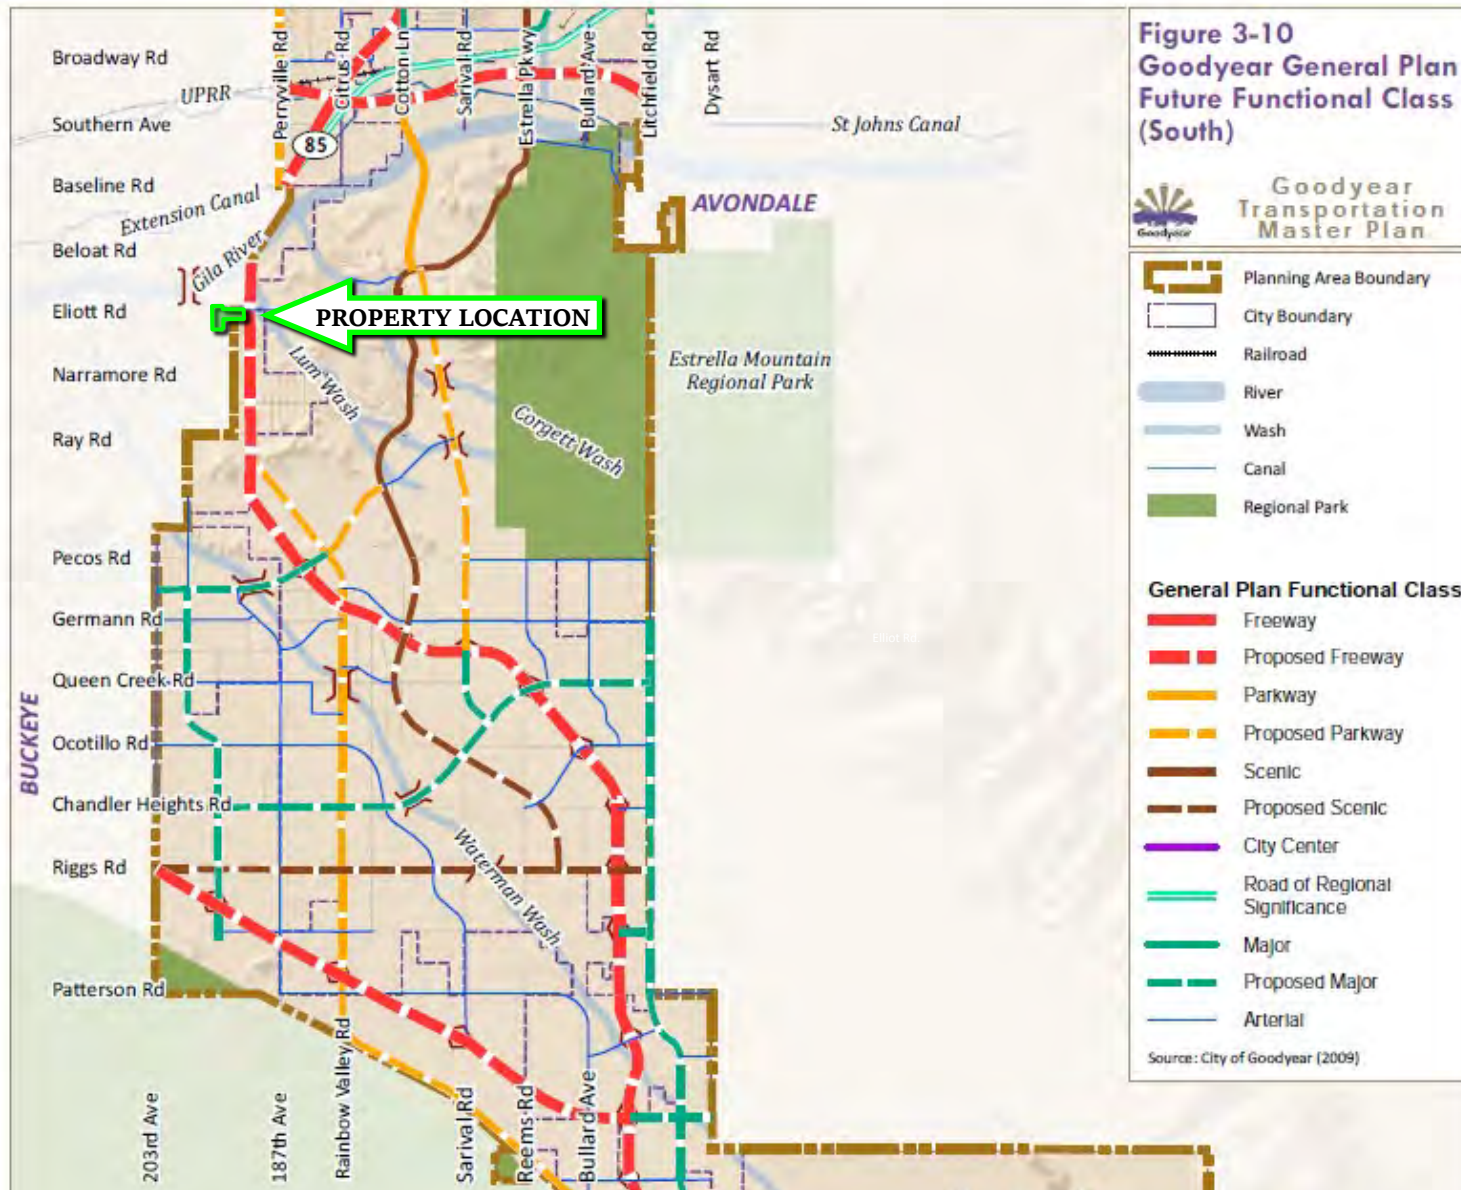 Figure 3-10
Goodyear General Plan
Future Functional Class
(South)
Goodyear
Goodyear
Transportation
Master Plan
Planning Area Boundary
City Boundary
Railroad
River
Wash
Canal
Regional Park
General Plan Functional Class
Freeway
Proposed Freeway
Parkway
Proposed Parkway
Scenic
Proposed Scenic
City Center
Road of Regional
Significance
Major
Proposed Major
Arterial
Source: City of Goodyear (2009)
Perryville Rd
Citrus Rd
Cotton Ln
Sarival Rd
Estrella Pkwy
Bullard Ave
Litchfield Rd
Dysart Rd
Broadway Rd
UPRR
Southern Ave
85
St Johns Canal
Baseline Rd
Extension Canal
AVONDALE
Beloat Rd
Gila River
Eliott Rd
PROPERTY LOCATION
Lum Wash
Estrella Mountain
Regional Park
Narramore Rd
Corgett Wash
Ray Rd
Pecos Rd
Germann Rd
Elliot Rd
Queen Creek Rd
BUCKEYE
Ocotillo Rd
Chandler Heights Rd
Waterman Wash
Riggs Rd
Patterson Rd
203rd Ave
187th Ave
Rainbow Valley Rd
Sarival Rd
Reems Rd
Bullard Ave